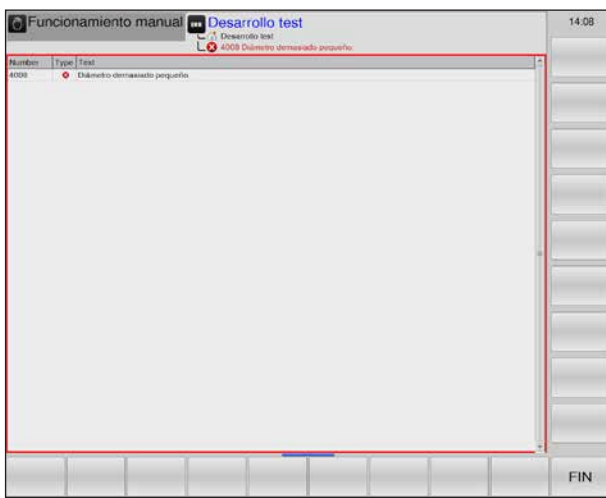 Funcionamiento manual
Desarrollo test
14:08
Desarrollo test
4008 Diámetro demasiado pequeño.
Number Type Text
4008 Diámetro demasiado pequeño.
FIN